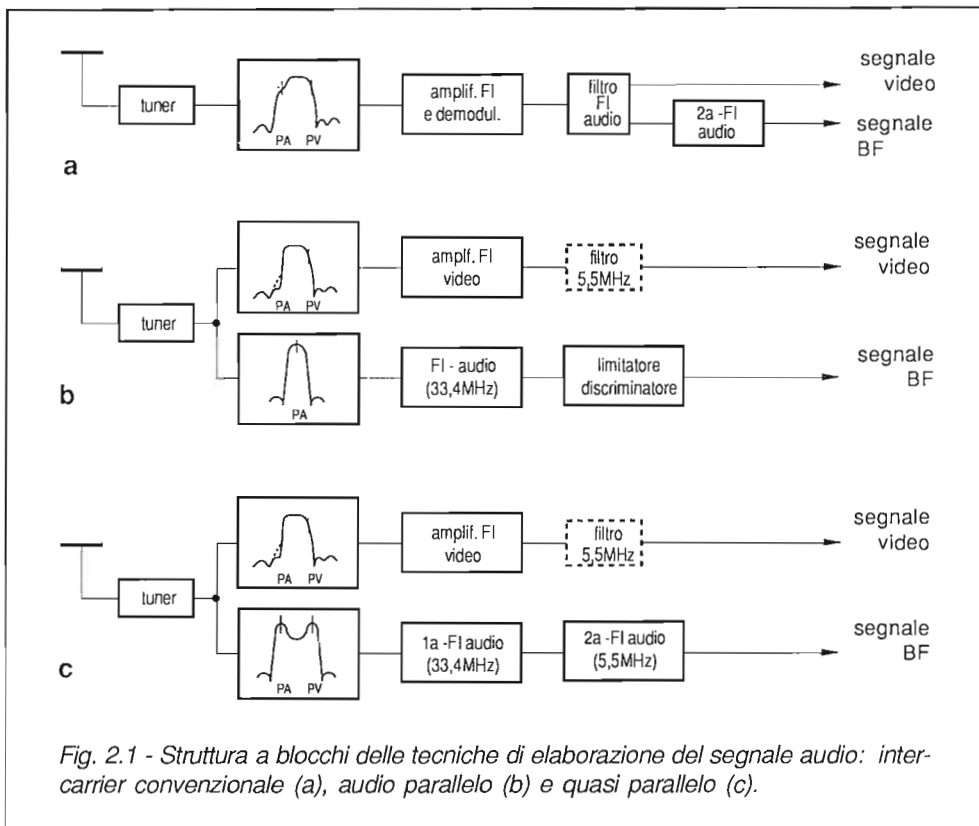 tuner
PA PV
amplif. FI
e demodul.
filtro
FI
audio
2a -FI
audio
segnale
video
segnale
BF
a
tuner
PA PV
amplf. FI
video
filtro
5,5MHz
segnale
video
PA
FI - audio
(33,4MHz)
limitatore
discriminatore
segnale
BF
b
tuner
PA PV
amplif. FI
video
filtro
5,5MHz
segnale
video
PA PV
1a -FI audio
(33,4MHz)
2a -FI audio
(5,5MHz)
segnale
BF
c
Fig. 2.1 - Struttura a blocchi delle tecniche di elaborazione del segnale audio: inter-
carrier convenzionale (a), audio parallelo (b) e quasi parallelo (c).